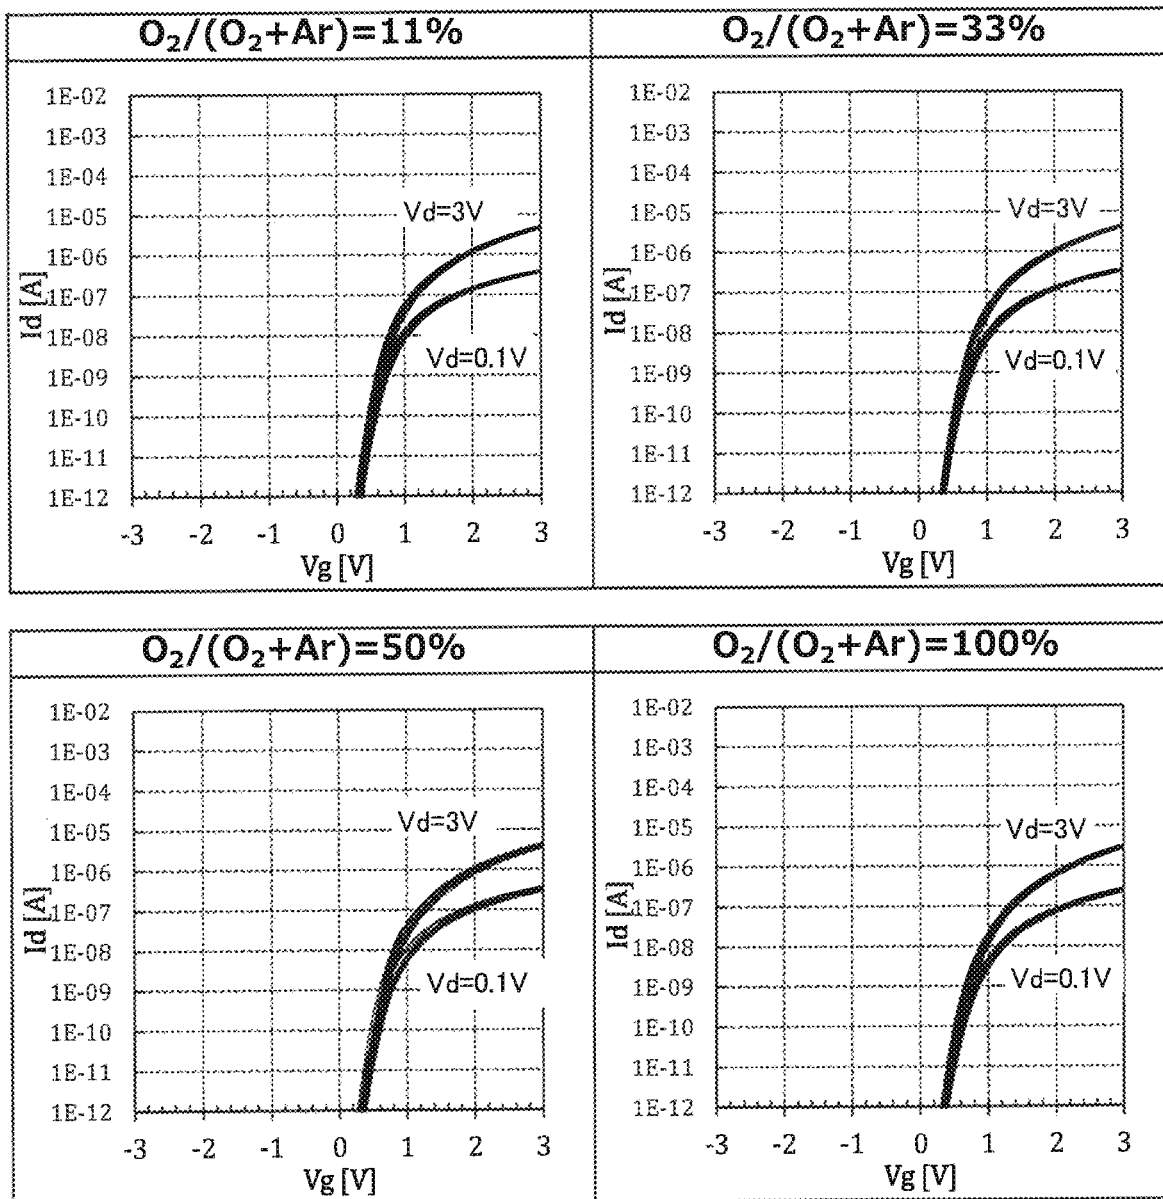 O₂/(O₂+Ar)=11%
1E-02
1E-03
1E-04
1E-05
1E-06
1E-07
1E-08
1E-09
1E-10
1E-11
1E-12
Id [A]
Vd=3V
Vd=0.1V
-3 -2 -1 0 1 2 3
Vg [V]
O₂/(O₂+Ar)=33%
1E-02
1E-03
1E-04
1E-05
1E-06
1E-07
1E-08
1E-09
1E-10
1E-11
1E-12
Id [A]
Vd=3V
Vd=0.1V
-3 -2 -1 0 1 2 3
Vg [V]
O₂/(O₂+Ar)=50%
1E-02
1E-03
1E-04
1E-05
1E-06
1E-07
1E-08
1E-09
1E-10
1E-11
1E-12
Id [A]
Vd=3V
Vd=0.1V
-3 -2 -1 0 1 2 3
Vg [V]
O₂/(O₂+Ar)=100%
1E-02
1E-03
1E-04
1E-05
1E-06
1E-07
1E-08
1E-09
1E-10
1E-11
1E-12
Id [A]
Vd=3V
Vd=0.1V
-3 -2 -1 0 1 2 3
Vg [V]